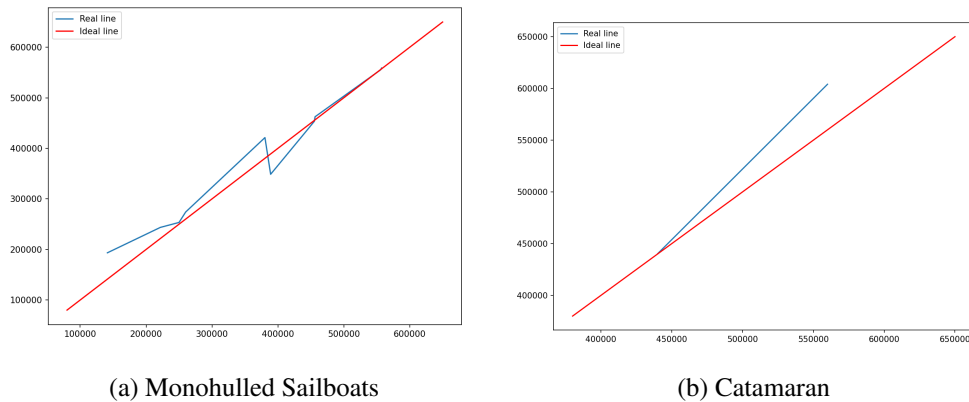 Real line
Ideal line
600000
500000
400000
300000
200000
100000
100000 200000 300000 400000 500000 600000
(a) Monohulled Sailboats
Real line
Ideal line
650000
600000
550000
500000
450000
400000
400000 450000 500000 550000 600000 650000
(b) Catamaran